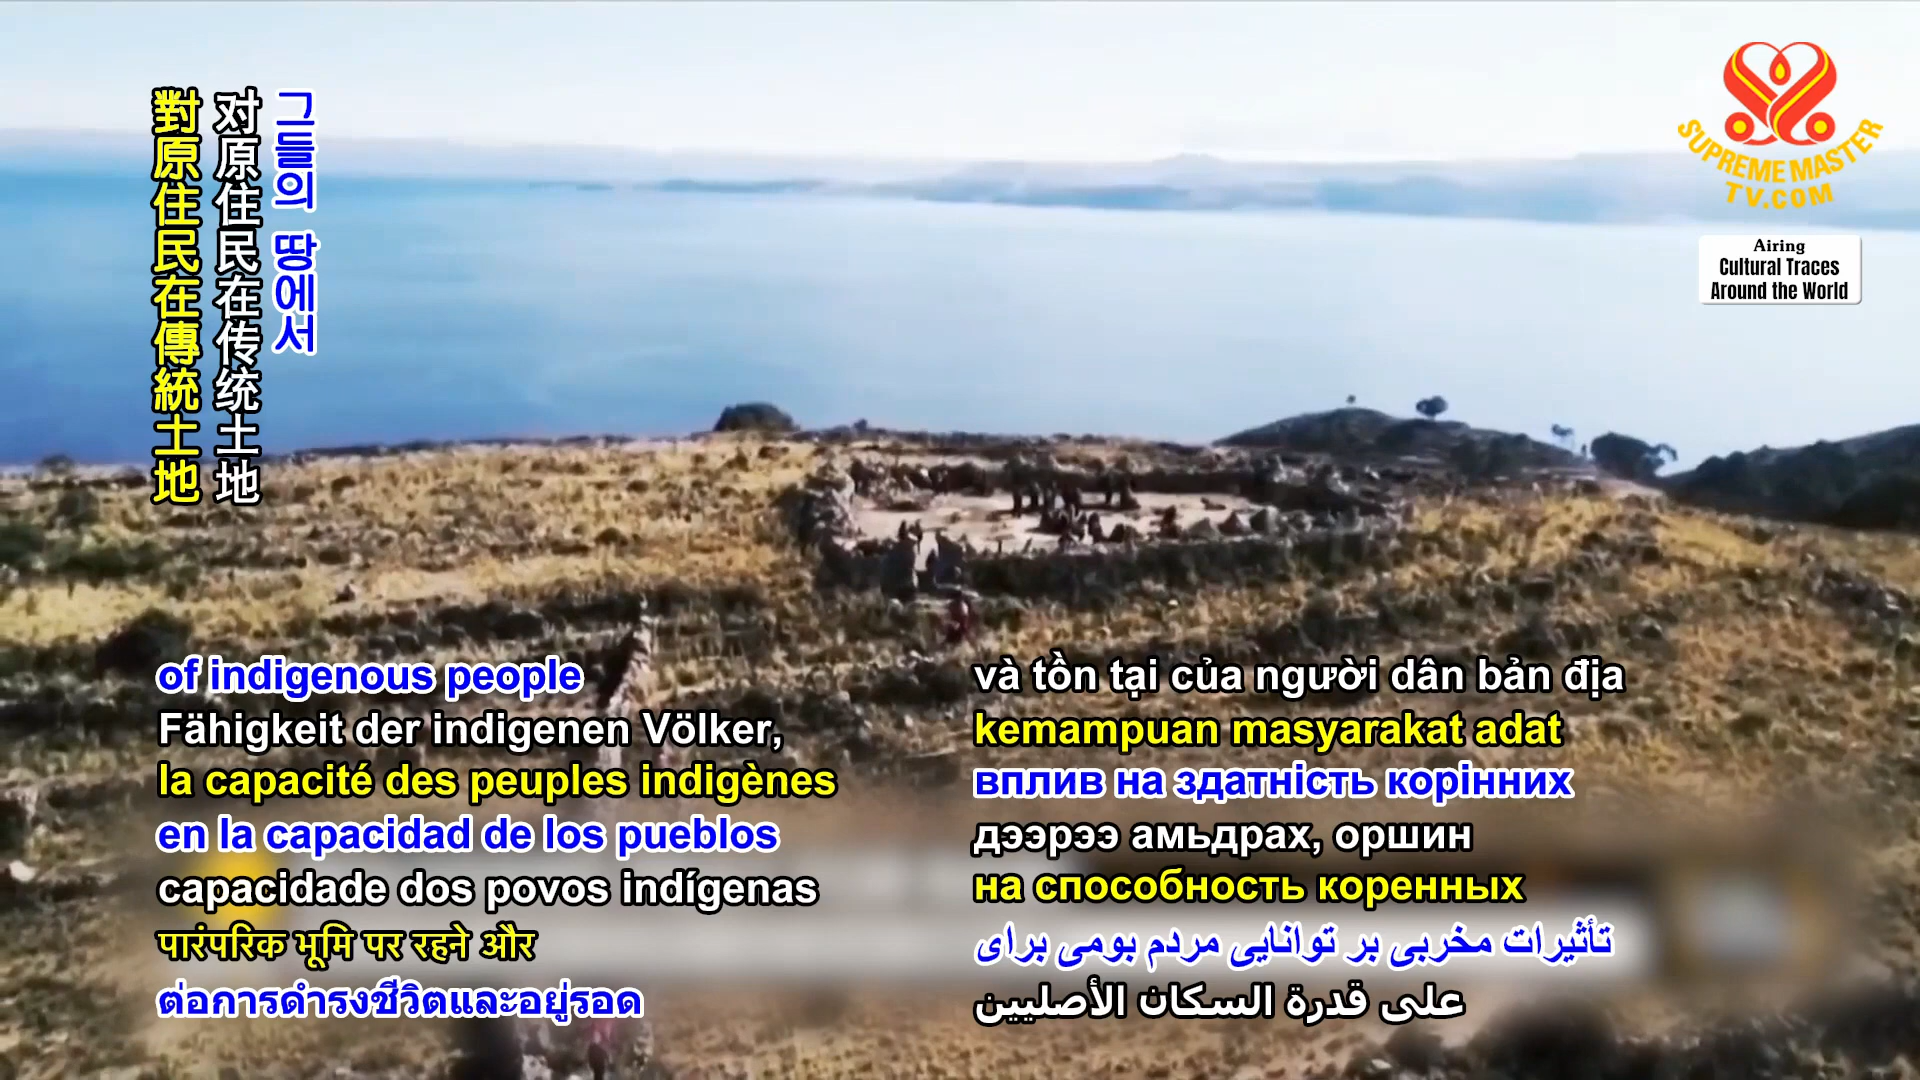 그들의 땅에서
对原住民在传统土地
對原住民在傳統土地
SUPREME MASTER
TV.COM
Airing
Cultural Traces
Around the World
of indigenous people
Fähigkeit der indigenen Völker,
la capacité des peuples indigènes
en la capacidad de los pueblos
capacidade dos povos indígenas
पारंपरिक भूमि पर रहने और
ต่อการดำรงชีวิตและอยู่รอด
và tồn tại của người dân bản địa
kemampuan masyarakat adat
вплив на здатність корінних
дээрээ амьдрах, оршин
на способность коренных
تأثیرات مخربی بر توانایی مردم بومی برای
على قدرة السكان الأصليين